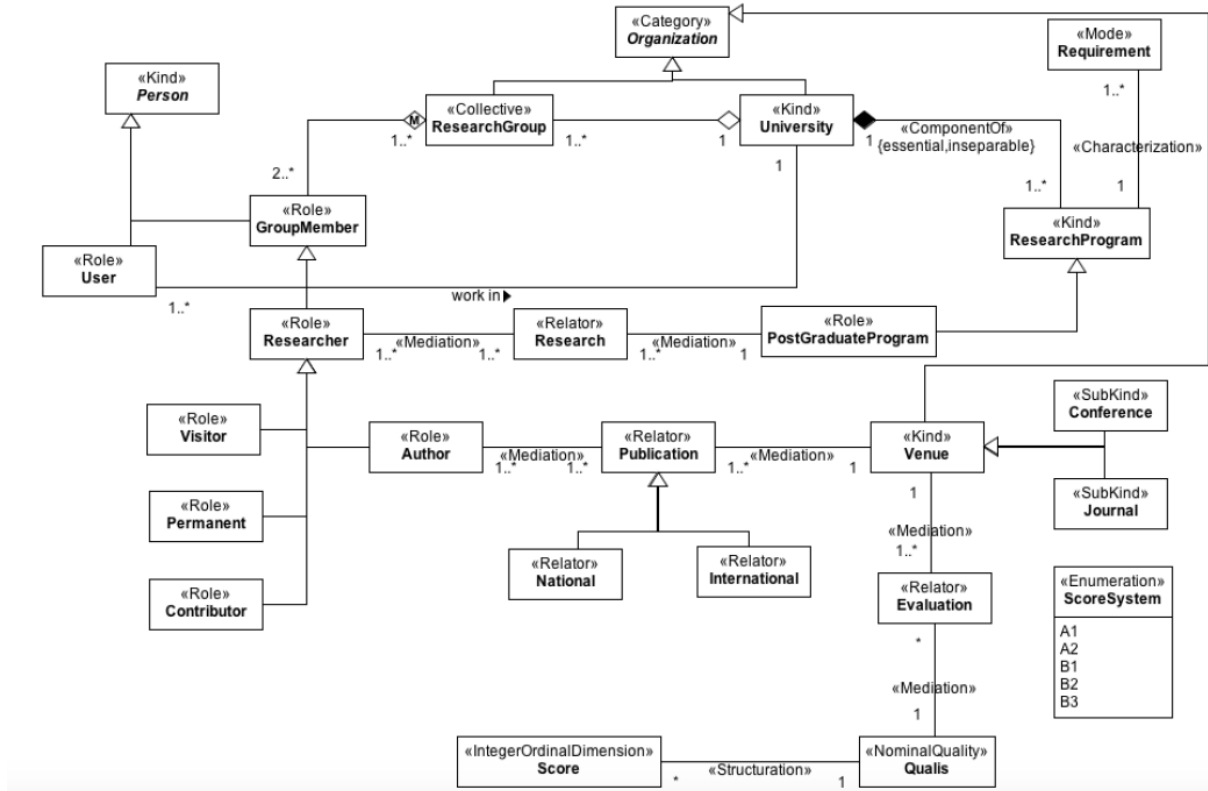 «Category»
Organization
«Mode»
Requirement
«Kind»
Person
«Collective»
ResearchGroup
«Kind»
University
1..*
M
1..*
1..*
1
1
«ComponentOf»
{essential,inseparable}
«Characterization»
1
2..*
1..*
1
«Role»
GroupMember
«Kind»
ResearchProgram
«Role»
User
1..*
work in
«Role»
Researcher
«Mediation»
1..*
1..*
«Relator»
Research
«Mediation»
1..*
1
«Role»
PostGraduateProgram
«Role»
Visitor
«Role»
Author
«Mediation»
1..*
1..*
«Relator»
Publication
«Mediation»
1..*
1
«Kind»
Venue
«SubKind»
Conference
«SubKind»
Journal
1
«Mediation»
1..*
«Role»
Permanent
«Relator»
National
«Relator»
International
«Role»
Contributor
«Relator»
Evaluation
«Enumeration»
ScoreSystem
A1
A2
B1
B2
B3
*
«Mediation»
1
«IntegerOrdinalDimension»
Score
*
«Structuration»
1
«NominalQuality»
Qualis